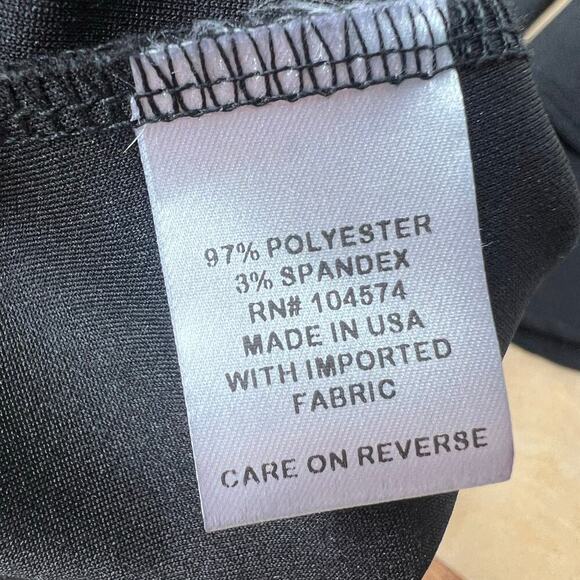 97% POLYESTER
3% SPANDEX
RN# 104574
MADE IN USA
WITH IMPORTED
FABRIC
CARE ON REVERSE